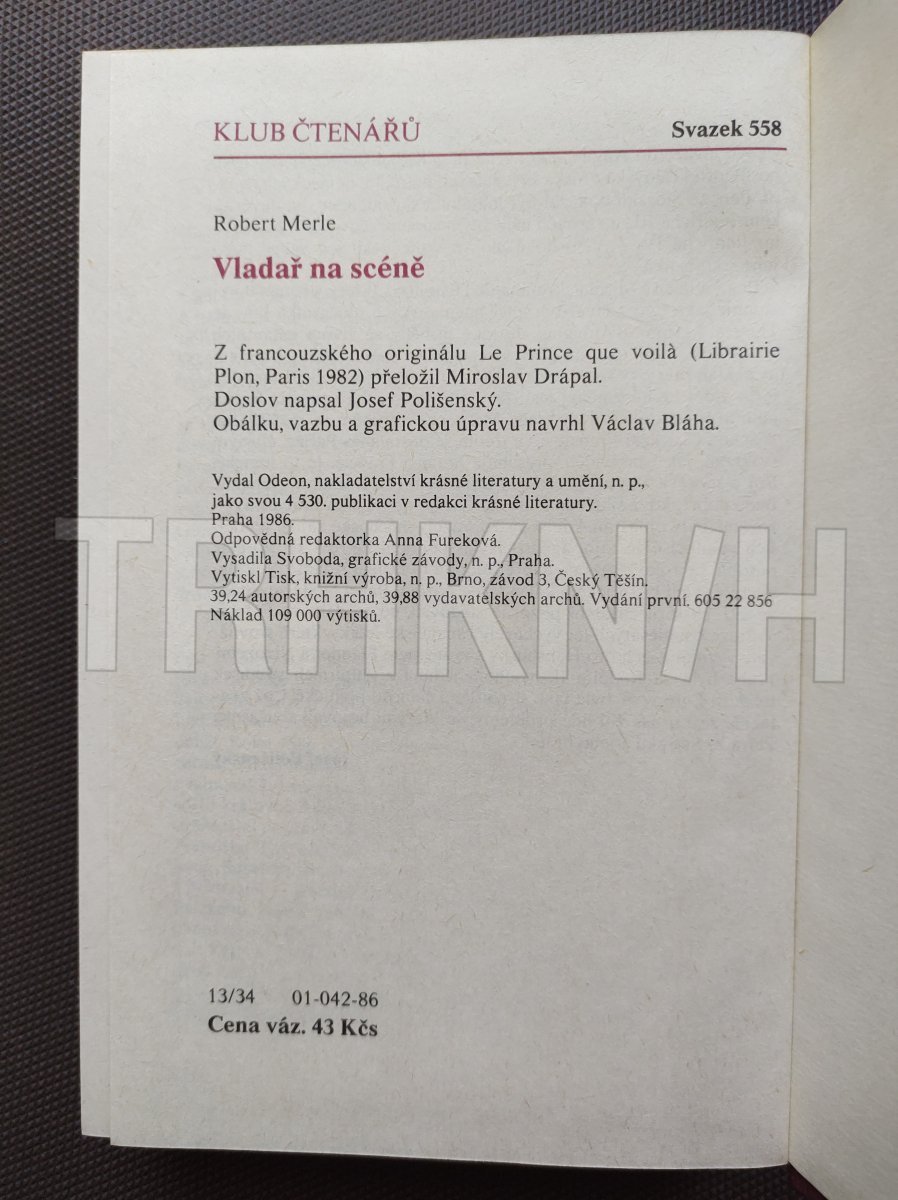 KLUB ČTENÁŘŮ
Svazek 558
Robert Merle
Vladař na scéně
Z francouzského originálu Le Prince que voilà (Librairie
Plon, Paris 1982) přeložil Miroslav Drápal.
Doslov napsal Josef Polišenský.
Obálku, vazbu a grafickou úpravu navrhl Václav Bláha.
Vydal Odeon, nakladatelství krásné literatury a umění, n. p.,
jako svou 4 530. publikaci v redakci krásné literatury.
Praha 1986.
Odpovědná redaktorka Anna Fureková.
Vysadila Svoboda, grafické závody, n. p., Praha.
Vytiskl Tisk, knižní výroba, n. p., Brno, závod 3, Český Těšín.
39,24 autorských archů, 39,88 vydavatelských archů. Vydání první. 605 22 856
Náklad 109 000 výtisků.
TRHKN/H
13/34 01-042-86
Cena váz. 43 Kčs